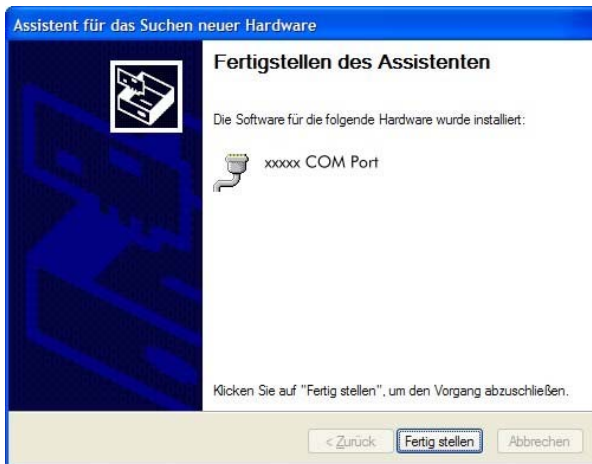 Assistent für das Suchen neuer Hardware
Fertigstellen des Assistenten
Die Software für die folgende Hardware wurde installiert:
xxxxx COM Port
Klicken Sie auf "Fertig stellen", um den Vorgang abzuschließen.
< Zurück Fertig stellen Abbrechen